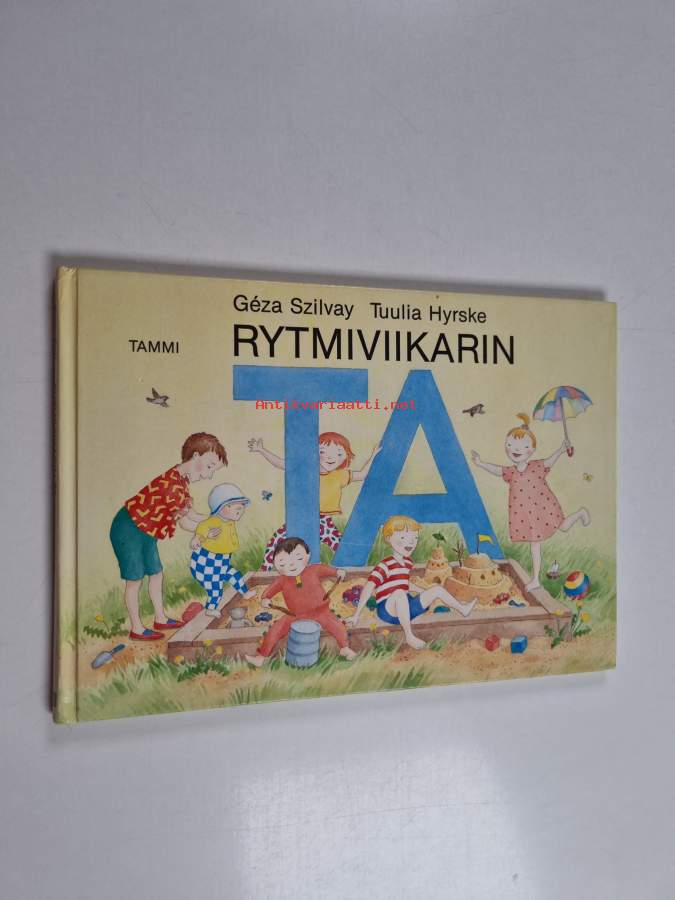 Géza Szilvay Tuulia Hyrske
TAMMI
RYTMIVIIKARIN
TA
Antikvariaatti.net